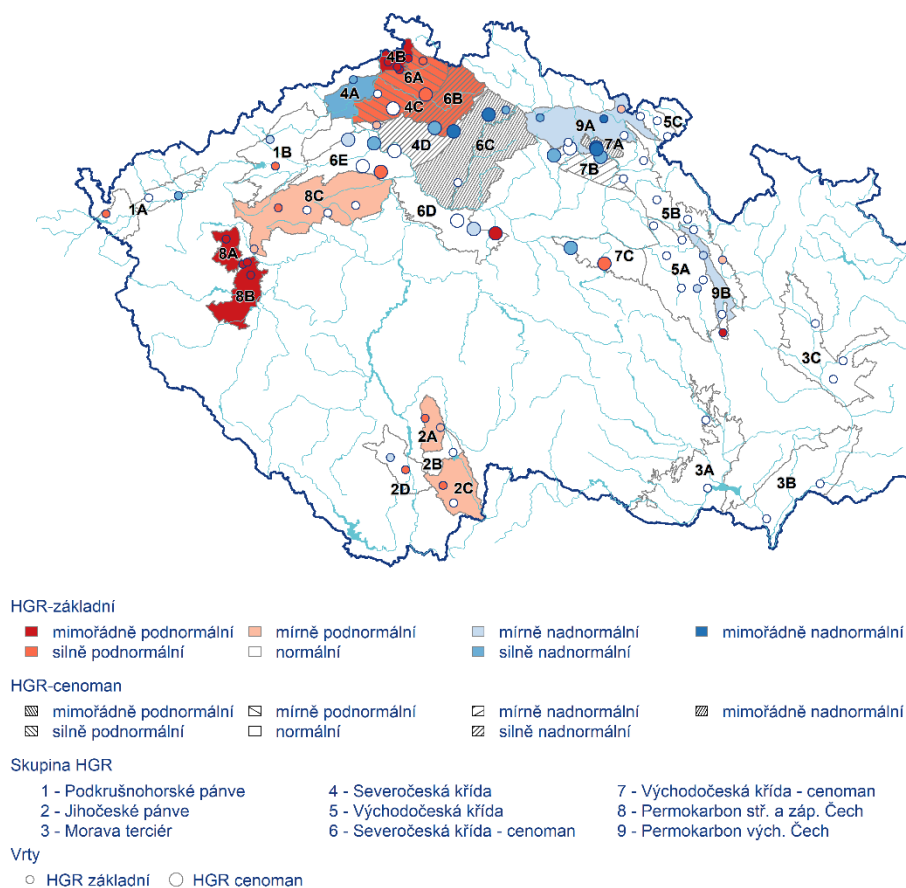 4B
6A
4A
4C
6B
9A
5C
6C
7A
4D
1B
6E
7B
8C
1A
6D
5B
8A
7C
5A
8B
9B
3C
2A
2B
3A
2D
2C
3B
HGR-základní
mimořádně podnormální mírně podnormální mírně nadnormální mimořádně nadnormální
silně podnormální normální silně nadnormální
HGR-cenoman
mimořádně podnormální mírně podnormální mírně nadnormální mimořádně nadnormální
silně podnormální normální silně nadnormální
Skupina HGR
1 - Podkrušnohorské pánve 4 - Severočeská křída 7 - Východočeská křída - cenoman
2 - Jihočeské pánve 5 - Východočeská křída 8 - Permokarbon stř. a záp. Čech
3 - Morava terciér 6 - Severočeská křída - cenoman 9 - Permokarbon vých. Čech
Vrty
HGR základní HGR cenoman